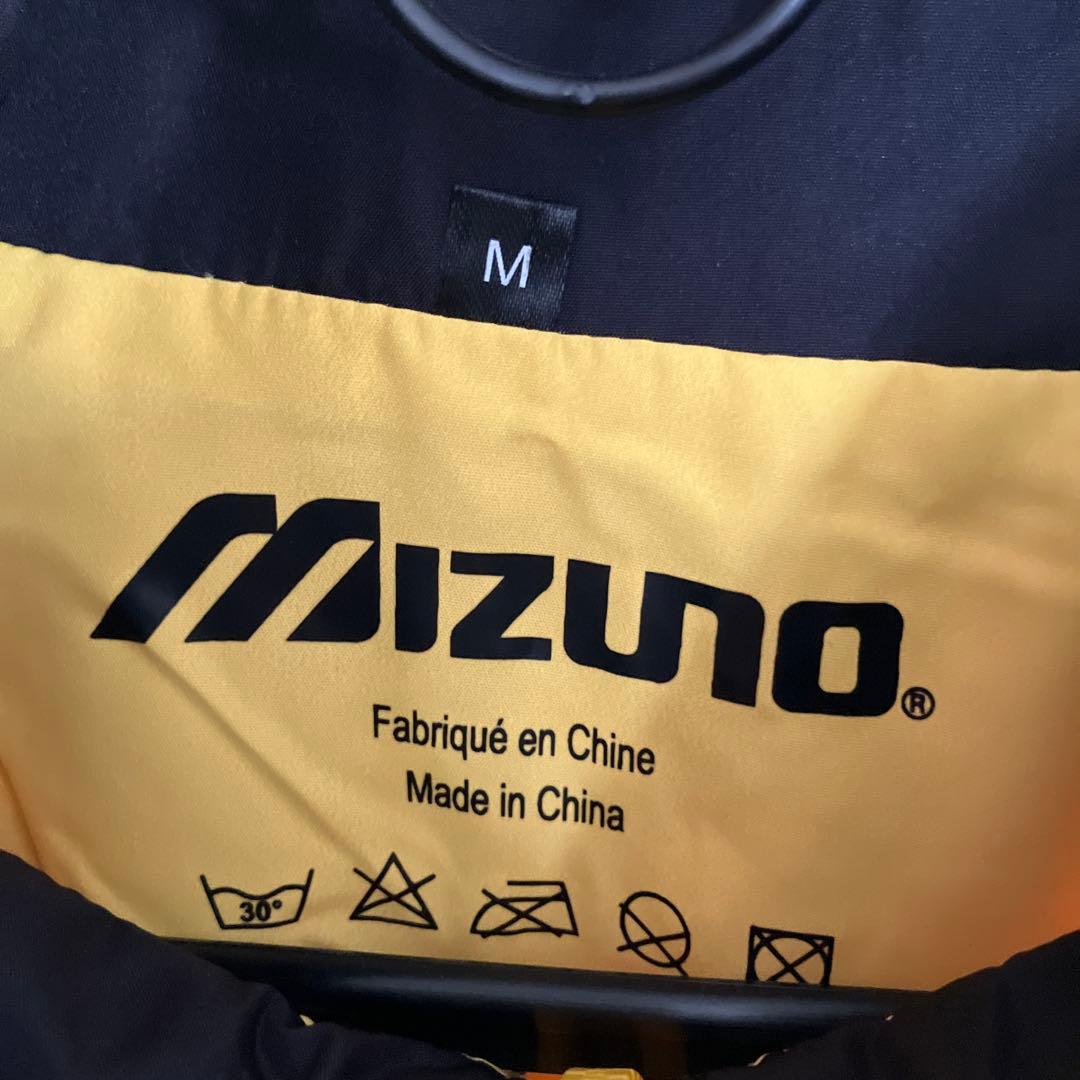 M
MIZUNO®
Fabriqué en Chine
Made in China
30°